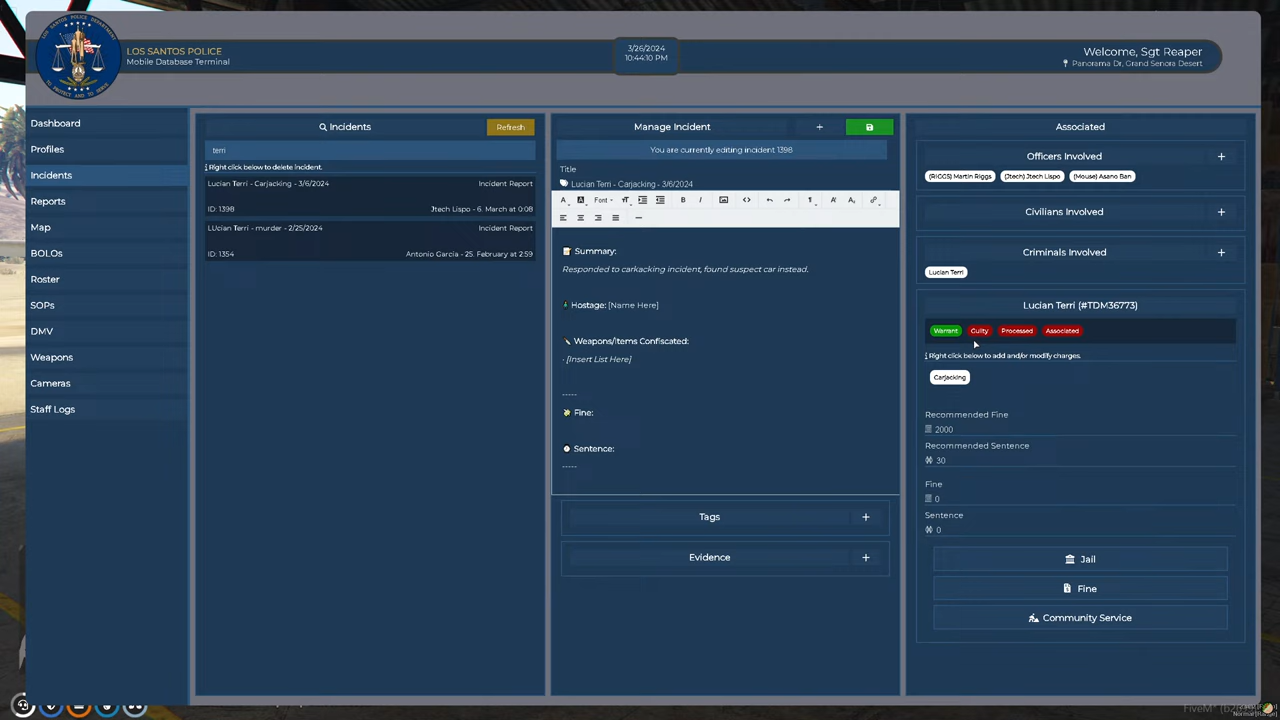 LOS SANTOS POLICE
Mobile Database Terminal
3/26/2024
10:44:10 PM
Welcome, Sgt Reaper
Panorama Dr, Grand Senora Desert
Dashboard
Profiles
Incidents
Reports
Map
BOLOs
Roster
SOPs
DMV
Weapons
Cameras
Staff Logs
Incidents
Refresh
terri
Right click below to delete incident.
Lucian Terri - Carjacking - 3/6/2024
Incident Report
ID: 1398
Jtech Lispo - 6. March at 0:08
LUcian Terri - murder - 2/25/2024
Incident Report
ID: 1354
Antonio Garcia - 25. February at 2:59
Manage Incident
+
You are currently editing incident 1398
Title
Lucian Terri - Carjacking - 3/6/2024
Font
B I
Summary:
Responded to carkacking incident, found suspect car instead.
Hostage: [Name Here]
Weapons/Items Confiscated:
· [Insert List Here]
-----
Fine:
Sentence:
-----
Tags +
Evidence +
Associated
Officers Involved +
(RIGGS) Martin Riggs
(Jtech) Jtech Lispo
(Mouse) Asano Ban
Civilians Involved +
Criminals Involved +
Lucian Terri
Lucian Terri (#TDM36773)
Warrant Guilty Processed Associated
Right click below to add and/or modify charges.
Carjacking
Recommended Fine
2000
Recommended Sentence
30
Fine
0
Sentence
0
Jail
Fine
Community Service